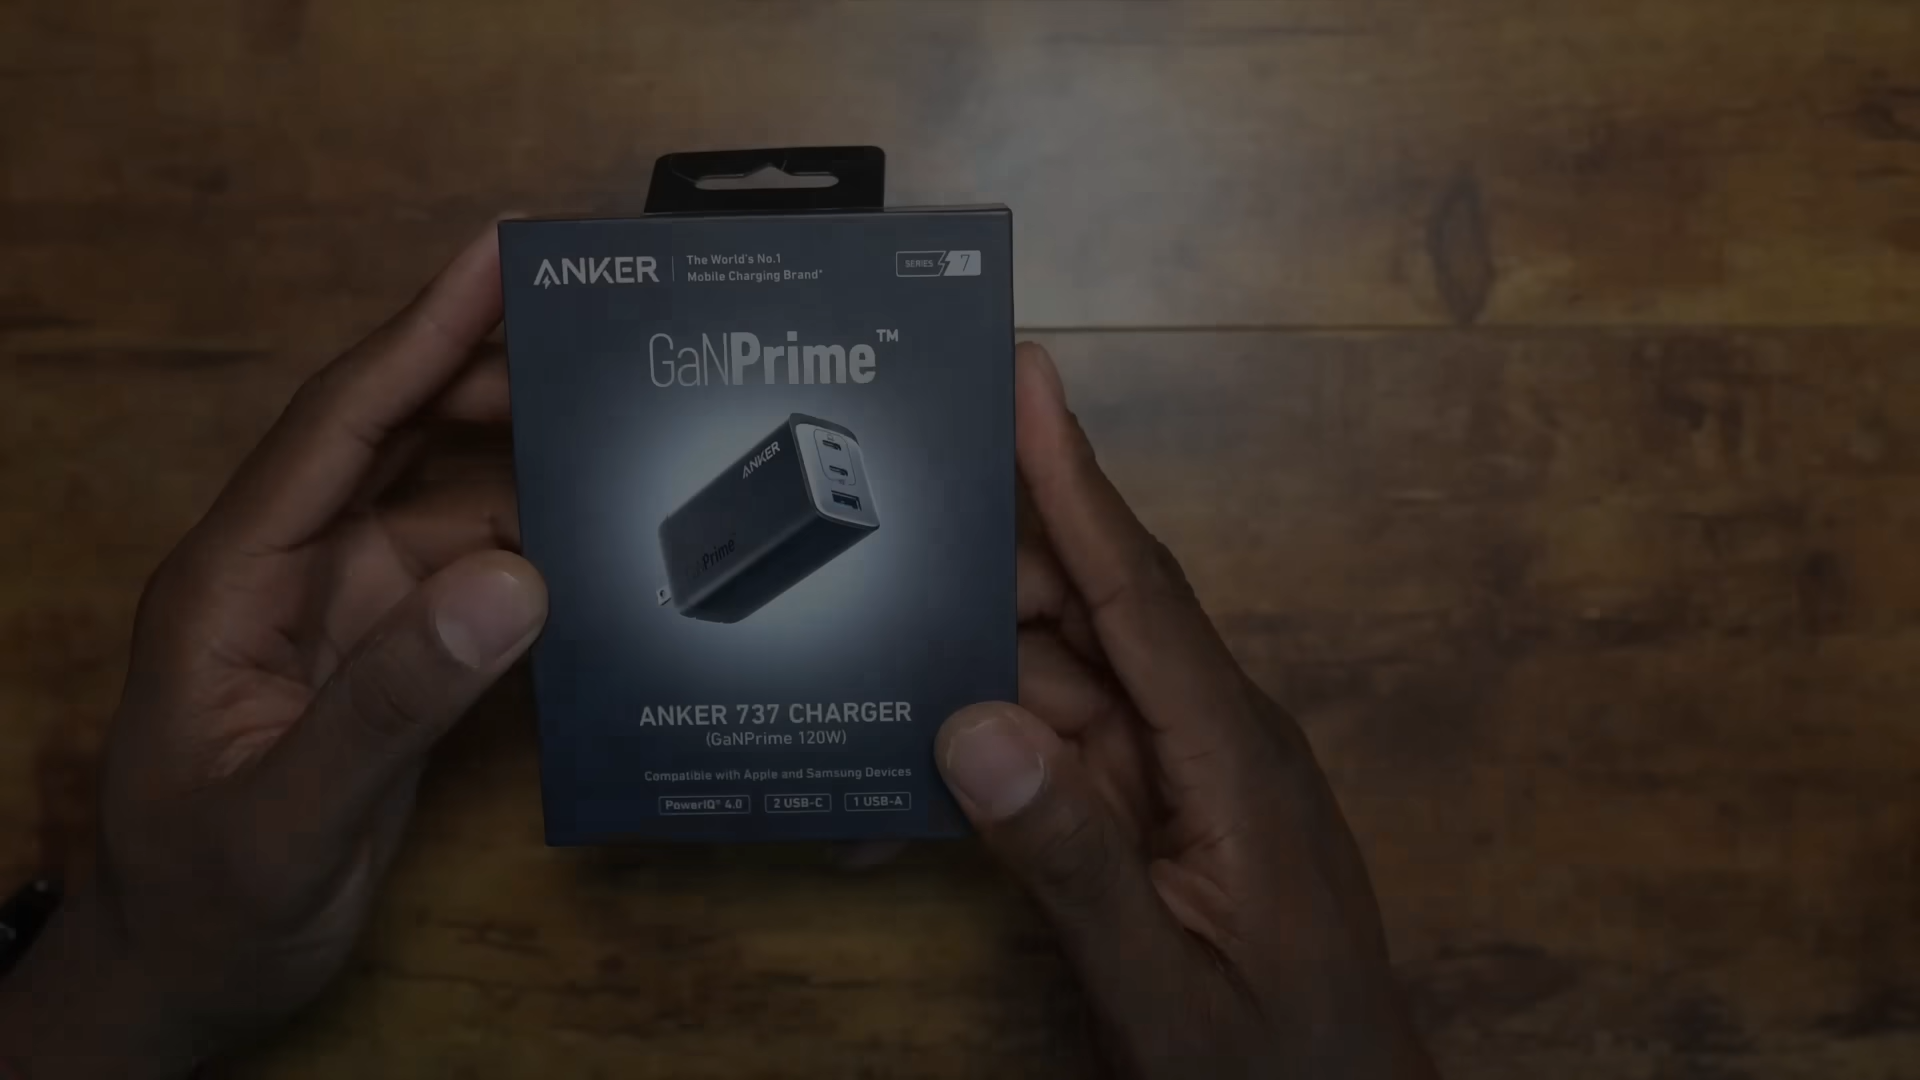 ANKER
The World's No.1
Mobile Charging Brand*
SERIES 7
GaNPrime™
ANKER
GaNPrime
ANKER 737 CHARGER
(GaNPrime 120W)
Compatible with Apple and Samsung Devices
PowerIQ® 4.0
2 USB-C
1 USB-A